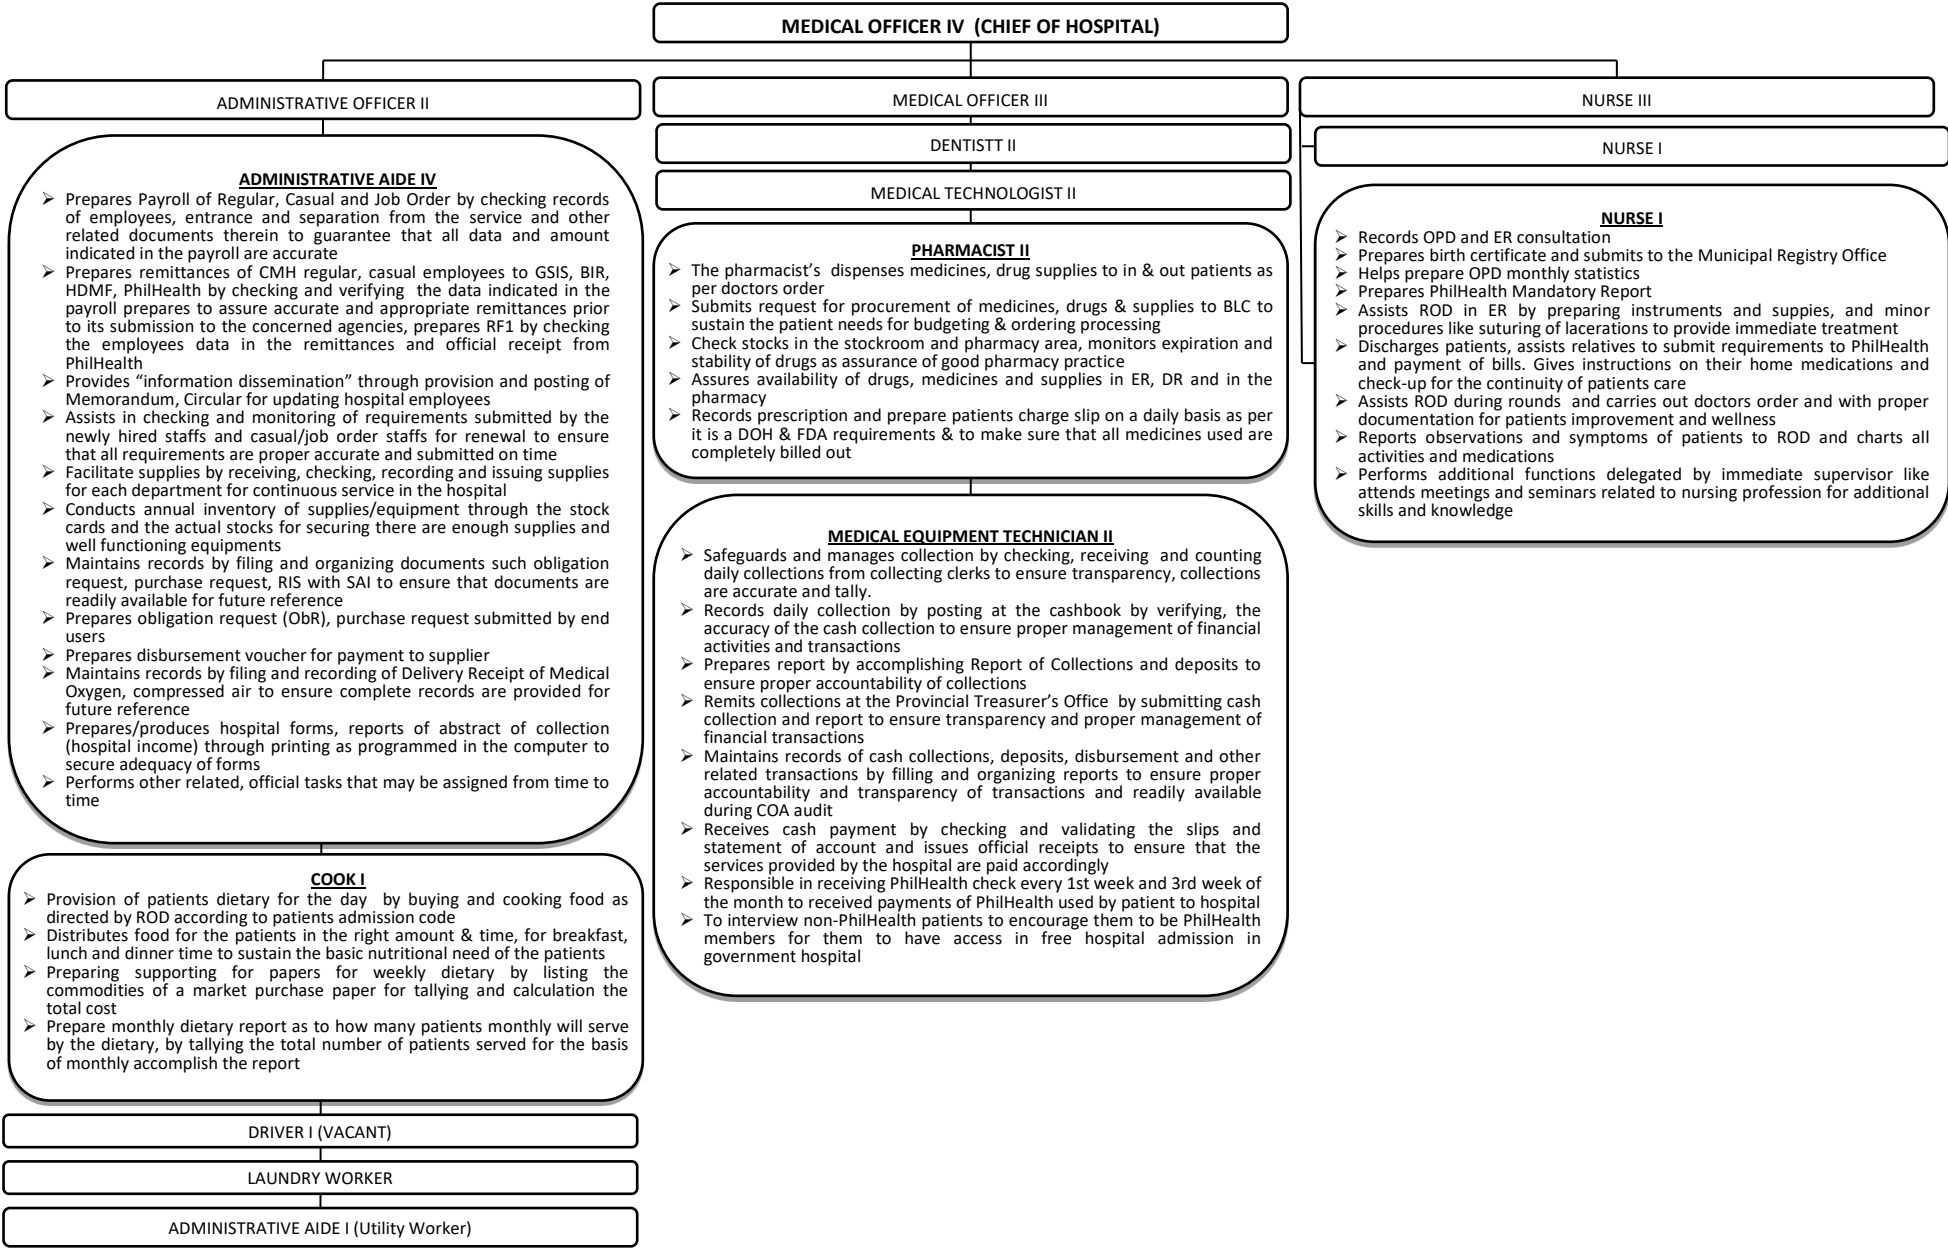 MEDICAL OFFICER IV (CHIEF OF HOSPITAL)
ADMINISTRATIVE OFFICER II
ADMINISTRATIVE AIDE IV
➢ Prepares Payroll of Regular, Casual and Job Order by checking records
of employees, entrance and separation from the service and other
related documents therein to guarantee that all data and amount
indicated in the payroll are accurate
➢ Prepares remittances of CMH regular, casual employees to GSIS, BIR,
HDMF, PhilHealth by checking and verifying the data indicated in the
payroll prepares to assure accurate and appropriate remittances prior
to its submission to the concerned agencies, prepares RF1 by checking
the employees data in the remittances and official receipt from
PhilHealth
➢ Provides “information dissemination” through provision and posting of
Memorandum, Circular for updating hospital employees
➢ Assists in checking and monitoring of requirements submitted by the
newly hired staffs and casual/job order staffs for renewal to ensure
that all requirements are proper accurate and submitted on time
➢ Facilitate supplies by receiving, checking, recording and issuing supplies
for each department for continuous service in the hospital
➢ Conducts annual inventory of supplies/equipment through the stock
cards and the actual stocks for securing there are enough supplies and
well functioning equipments
➢ Maintains records by filing and organizing documents such obligation
request, purchase request, RIS with SAI to ensure that documents are
readily available for future reference
➢ Prepares obligation request (ObR), purchase request submitted by end
users
➢ Prepares disbursement voucher for payment to supplier
➢ Maintains records by filing and recording of Delivery Receipt of Medical
Oxygen, compressed air to ensure complete records are provided for
future reference
➢ Prepares/produces hospital forms, reports of abstract of collection
(hospital income) through printing as programmed in the computer to
secure adequacy of forms
➢ Performs other related, official tasks that may be assigned from time to
time
COOK I
➢ Provision of patients dietary for the day by buying and cooking food as
directed by ROD according to patients admission code
➢ Distributes food for the patients in the right amount & time, for breakfast,
lunch and dinner time to sustain the basic nutritional need of the patients
➢ Preparing supporting for papers for weekly dietary by listing the
commodities of a market purchase paper for tallying and calculation the
total cost
➢ Prepare monthly dietary report as to how many patients monthly will serve
by the dietary, by tallying the total number of patients served for the basis
of monthly accomplish the report
DRIVER I (VACANT)
LAUNDRY WORKER
ADMINISTRATIVE AIDE I (Utility Worker)
MEDICAL OFFICER III
DENTISTT II
MEDICAL TECHNOLOGIST II
PHARMACIST II
➢ The pharmacist’s dispenses medicines, drug supplies to in & out patients as
per doctors order
➢ Submits request for procurement of medicines, drugs & supplies to BLC to
sustain the patient needs for budgeting & ordering processing
➢ Check stocks in the stockroom and pharmacy area, monitors expiration and
stability of drugs as assurance of good pharmacy practice
➢ Assures availability of drugs, medicines and supplies in ER, DR and in the
pharmacy
➢ Records prescription and prepare patients charge slip on a daily basis as per
it is a DOH & FDA requirements & to make sure that all medicines used are
completely billed out
MEDICAL EQUIPMENT TECHNICIAN II
➢ Safeguards and manages collection by checking, receiving and counting
daily collections from collecting clerks to ensure transparency, collections
are accurate and tally.
➢ Records daily collection by posting at the cashbook by verifying, the
accuracy of the cash collection to ensure proper management of financial
activities and transactions
➢ Prepares report by accomplishing Report of Collections and deposits to
ensure proper accountability of collections
➢ Remits collections at the Provincial Treasurer’s Office by submitting cash
collection and report to ensure transparency and proper management of
financial transactions
➢ Maintains records of cash collections, deposits, disbursement and other
related transactions by filling and organizing reports to ensure proper
accountability and transparency of transactions and readily available
during COA audit
➢ Receives cash payment by checking and validating the slips and
statement of account and issues official receipts to ensure that the
services provided by the hospital are paid accordingly
➢ Responsible in receiving PhilHealth check every 1st week and 3rd week of
the month to received payments of PhilHealth used by patient to hospital
➢ To interview non-PhilHealth patients to encourage them to be PhilHealth
members for them to have access in free hospital admission in
government hospital
NURSE III
NURSE I
NURSE I
➢ Records OPD and ER consultation
➢ Prepares birth certificate and submits to the Municipal Registry Office
➢ Helps prepare OPD monthly statistics
➢ Prepares PhilHealth Mandatory Report
➢ Assists ROD in ER by preparing instruments and suppies, and minor
procedures like suturing of lacerations to provide immediate treatment
➢ Discharges patients, assists relatives to submit requirements to PhilHealth
and payment of bills. Gives instructions on their home medications and
check-up for the continuity of patients care
➢ Assists ROD during rounds and carries out doctors order and with proper
documentation for patients improvement and wellness
➢ Reports observations and symptoms of patients to ROD and charts all
activities and medications
➢ Performs additional functions delegated by immediate supervisor like
attends meetings and seminars related to nursing profession for additional
skills and knowledge